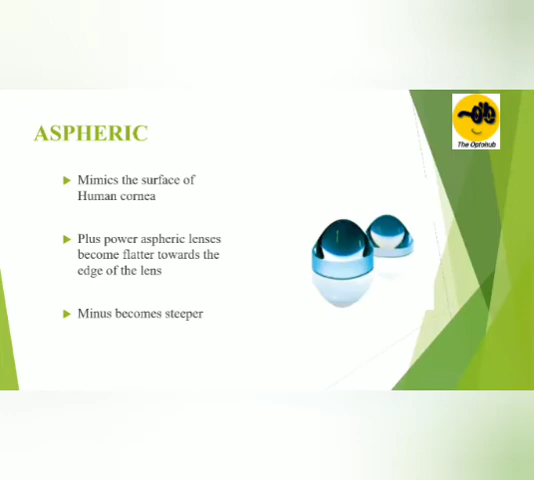 ASPHERIC
Mimics the surface of
Human cornea
Plus power aspheric lenses
become flatter towards the
edge of the lens
Minus becomes steeper
The Optohub